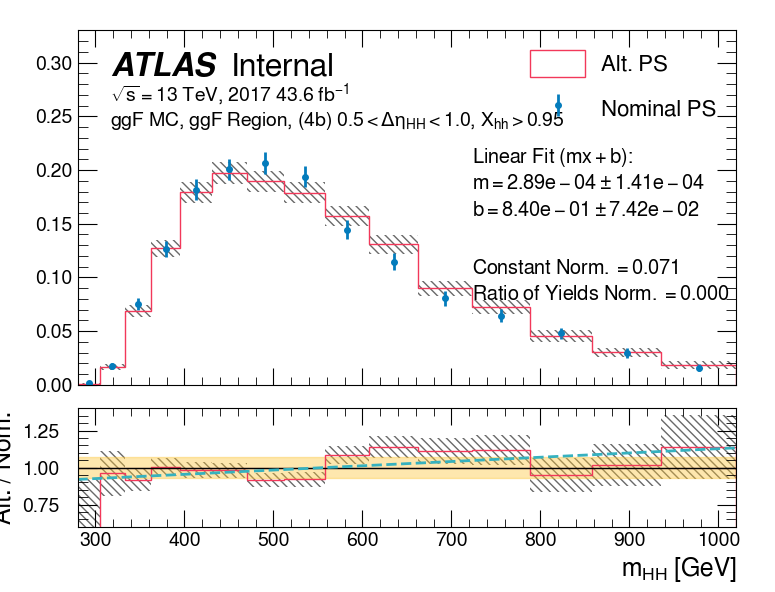 ATLAS Internal
√s = 13 TeV, 2017 43.6 fb⁻¹
ggF MC, ggF Region, (4b) 0.5 < Δη_HH < 1.0, X_hh > 0.95
Alt. PS
Nominal PS
Linear Fit (mx + b):
m = 2.89e − 04 ± 1.41e − 04
b = 8.40e − 01 ± 7.42e − 02
Constant Norm. = 0.071
Ratio of Yields Norm. = 0.000
0.30
0.25
0.20
0.15
0.10
0.05
0.00
Alt. / Nom.
1.25
1.00
0.75
300 400 500 600 700 800 900 1000
m_HH [GeV]